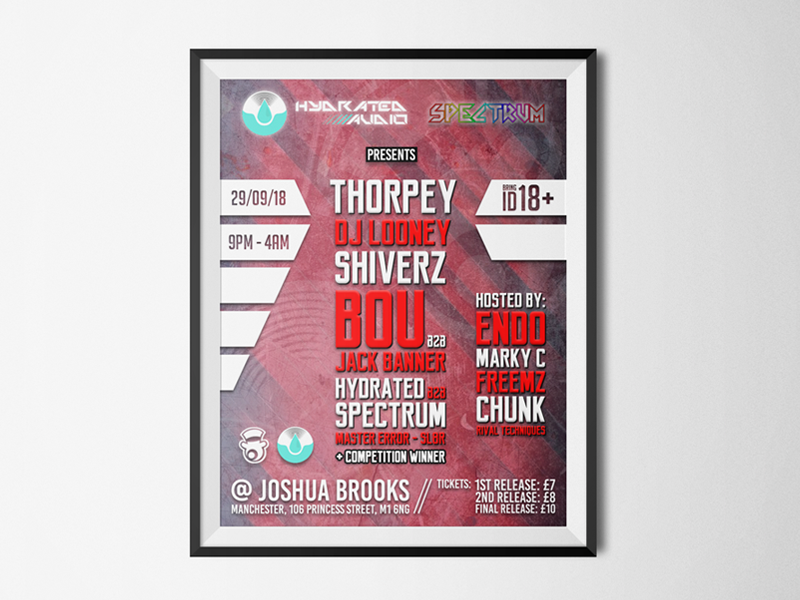 HYDRATED
///AUDIO
SPECTRUM
PRESENTS
29/09/18
9PM - 4AM
BRING
ID 18+
THORPEY
DJ LOONEY
SHIVERZ
BOU B2B
JACK BANNER
HYDRATED B2B
SPECTRUM
MASTER ERROR - SLBR
+ COMPETITION WINNER
HOSTED BY:
ENDO
MARKY C
FREEMZ
CHUNK
RIVAL TECHNIQUES
@ JOSHUA BROOKS //
MANCHESTER, 106 PRINCESS STREET, M1 6NG
TICKETS: 1ST RELEASE: £7
2ND RELEASE: £8
FINAL RELEASE: £10